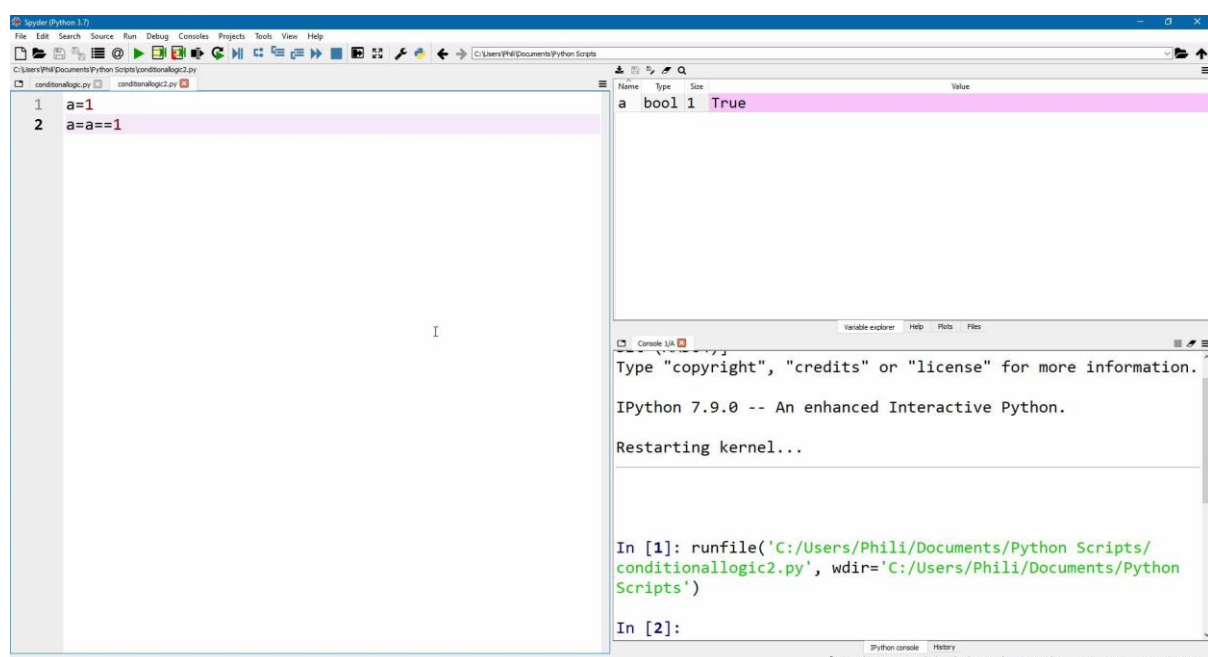 Spyder (Python 3.7)
File Edit Search Source Run Debug Consoles Projects Tools View Help
C:\Users\Phili\Documents\Python Scripts
C:\Users\Phili\Documents\Python Scripts\conditionallogic2.py
conditionallogic.py conditionallogic2.py
1 a=1
2 a=a==1
Name Type Size Value
a bool 1 True
Variable explorer Help Plots Files
Console 1/A
Type "copyright", "credits" or "license" for more information.
IPython 7.9.0 -- An enhanced Interactive Python.
Restarting kernel...
In [1]: runfile('C:/Users/Phili/Documents/Python Scripts/
conditionallogic2.py', wdir='C:/Users/Phili/Documents/Python
Scripts')
In [2]:
IPython console History